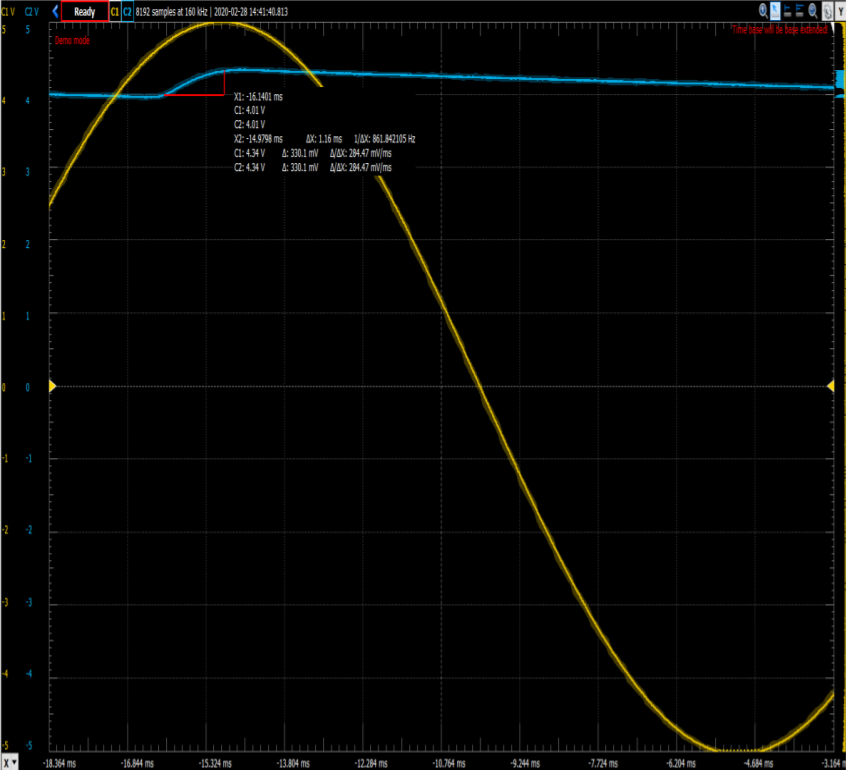 C1 V C2 V Ready C1 C2 8192 samples at 160 kHz | 2020-02-28 14:41:40.813 Y
Demo mode
Time base will be base extended!
5 5
4 4
3 3
2 2
1 1
0 0
-1 -1
-2 -2
-3 -3
-4 -4
-5 -5
X1: -16.1401 ms
C1: 4.01 V
C2: 4.01 V
X2: -14.9798 ms ΔX: 1.16 ms 1/ΔX: 861.842105 Hz
C1: 4.34 V Δ: 330.1 mV Δ/ΔX: 284.47 mV/ms
C2: 4.34 V Δ: 330.1 mV Δ/ΔX: 284.47 mV/ms
X -18.364 ms -16.844 ms -15.324 ms -13.804 ms -12.284 ms -10.764 ms -9.244 ms -7.724 ms -6.204 ms -4.684 ms -3.164 m